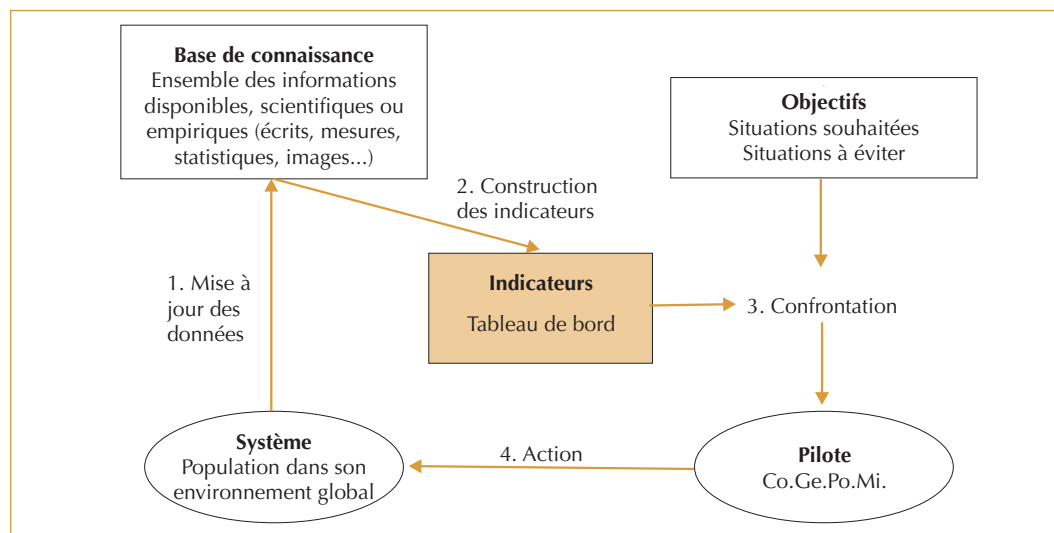 Base de connaissance
Ensemble des informations
disponibles, scientifiques ou
empiriques (écrits, mesures,
statistiques, images...)
Objectifs
Situations souhaitées
Situations à éviter
2. Construction
des indicateurs
1. Mise à
jour des
données
Indicateurs
Tableau de bord
3. Confrontation
Système
Population dans son
environnement global
4. Action
Pilote
Co.Ge.Po.Mi.